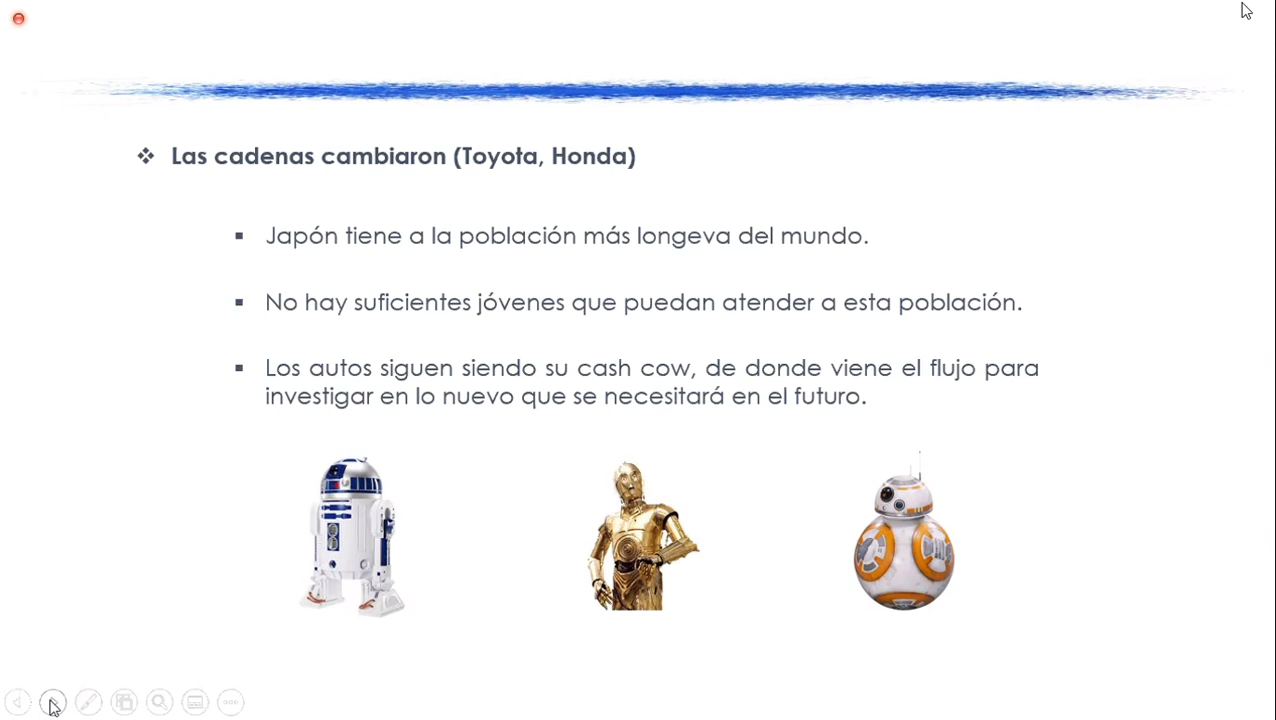 Las cadenas cambiaron (Toyota, Honda)
Japón tiene a la población más longeva del mundo.
No hay suficientes jóvenes que puedan atender a esta población.
Los autos siguen siendo su cash cow, de donde viene el flujo para
investigar en lo nuevo que se necesitará en el futuro.